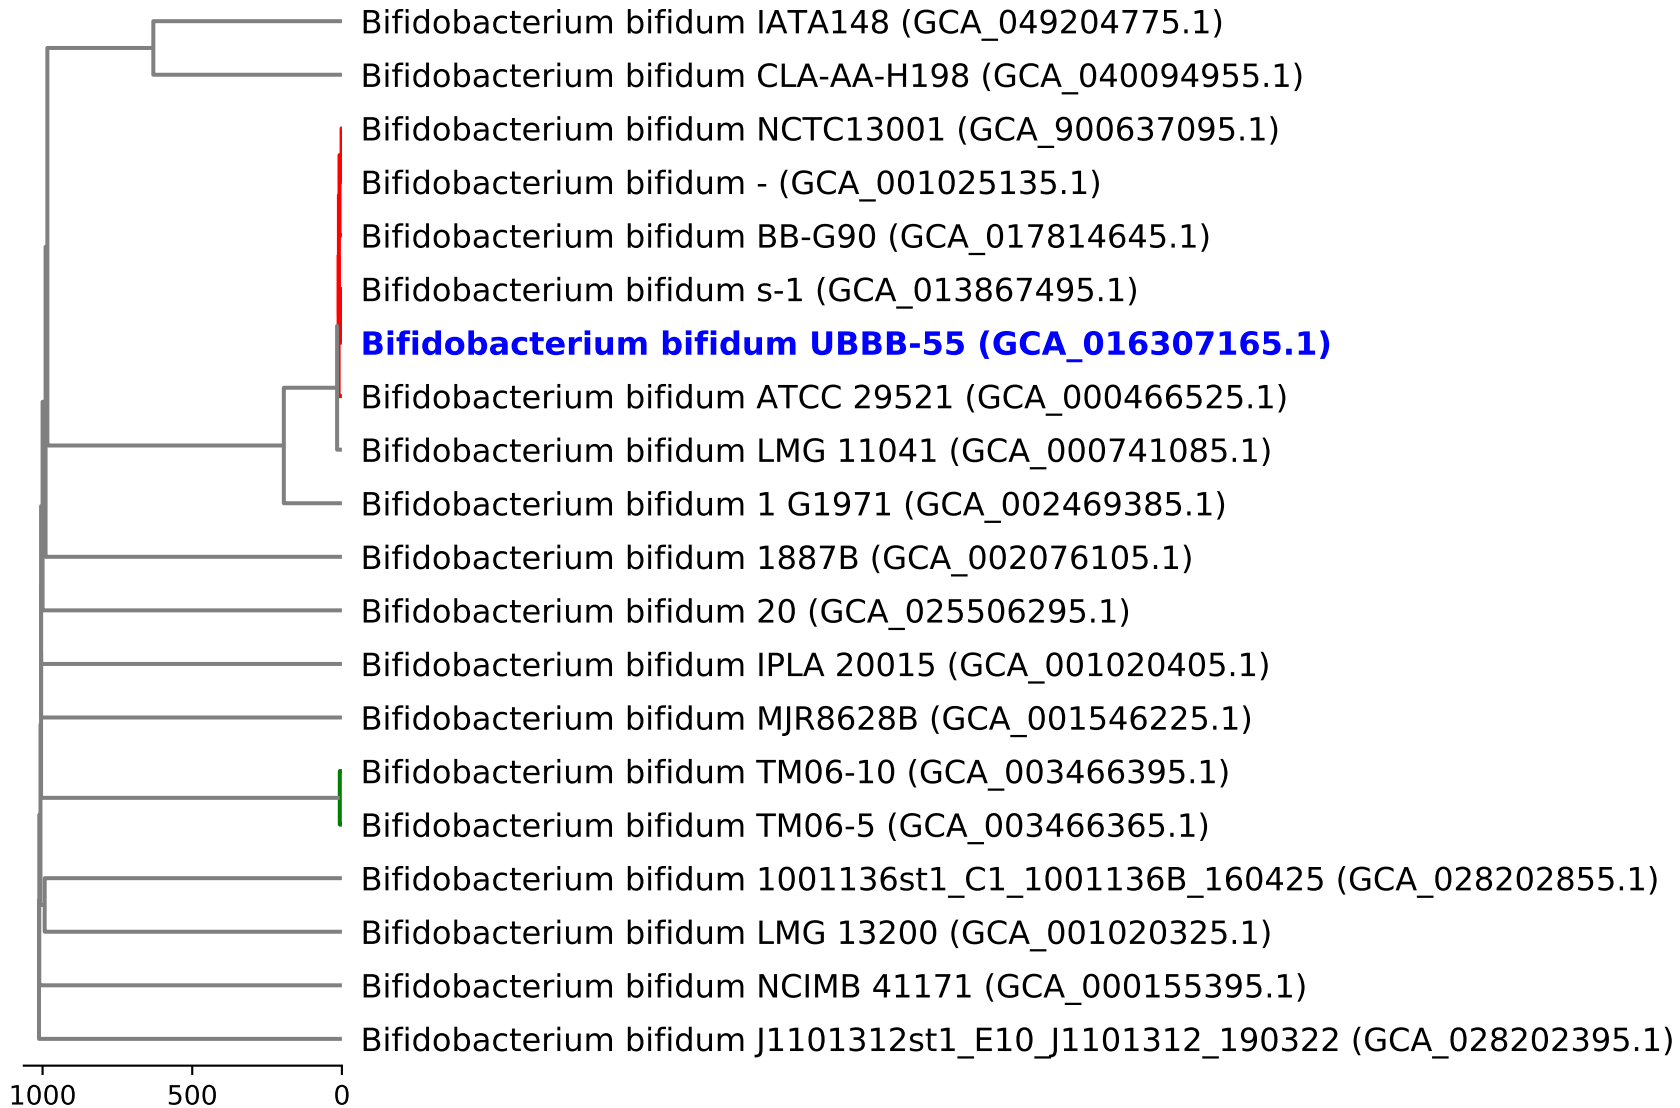 Bifidobacterium bifidum IATA148 (GCA_049204775.1)
Bifidobacterium bifidum CLA-AA-H198 (GCA_040094955.1)
Bifidobacterium bifidum NCTC13001 (GCA_900637095.1)
Bifidobacterium bifidum - (GCA_001025135.1)
Bifidobacterium bifidum BB-G90 (GCA_017814645.1)
Bifidobacterium bifidum s-1 (GCA_013867495.1)
Bifidobacterium bifidum UBBB-55 (GCA_016307165.1)
Bifidobacterium bifidum ATCC 29521 (GCA_000466525.1)
Bifidobacterium bifidum LMG 11041 (GCA_000741085.1)
Bifidobacterium bifidum 1 G1971 (GCA_002469385.1)
Bifidobacterium bifidum 1887B (GCA_002076105.1)
Bifidobacterium bifidum 20 (GCA_025506295.1)
Bifidobacterium bifidum IPLA 20015 (GCA_001020405.1)
Bifidobacterium bifidum MJR8628B (GCA_001546225.1)
Bifidobacterium bifidum TM06-10 (GCA_003466395.1)
Bifidobacterium bifidum TM06-5 (GCA_003466365.1)
Bifidobacterium bifidum 1001136st1_C1_1001136B_160425 (GCA_028202855.1)
Bifidobacterium bifidum LMG 13200 (GCA_001020325.1)
Bifidobacterium bifidum NCIMB 41171 (GCA_000155395.1)
Bifidobacterium bifidum J1101312st1_E10_J1101312_190322 (GCA_028202395.1)
1000 500 0